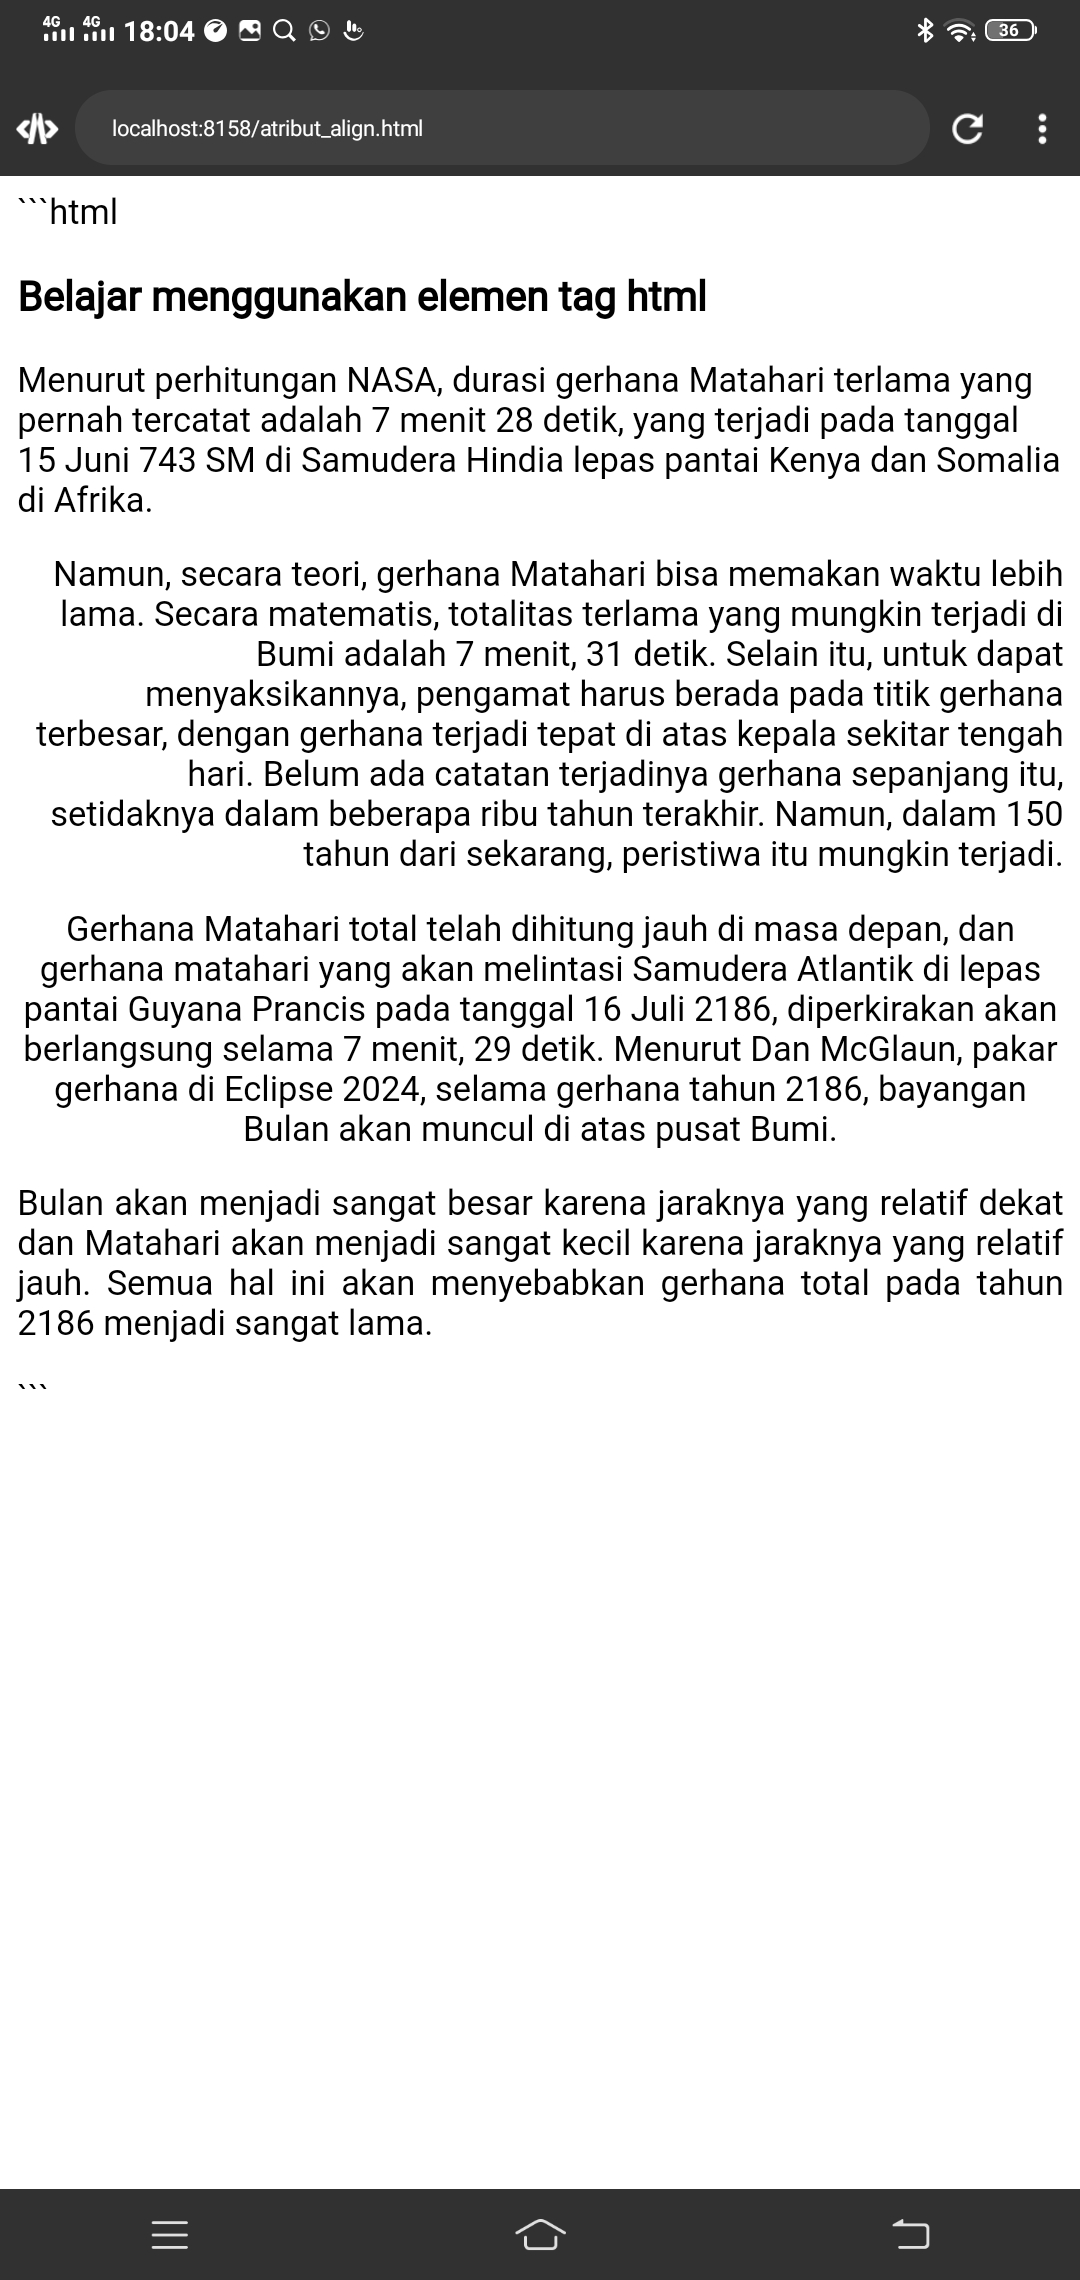 4G 4G 18:04 36
localhost:8158/atribut_align.html
```html
Belajar menggunakan elemen tag html
Menurut perhitungan NASA, durasi gerhana Matahari terlama yang
pernah tercatat adalah 7 menit 28 detik, yang terjadi pada tanggal
15 Juni 743 SM di Samudera Hindia lepas pantai Kenya dan Somalia
di Afrika.
Namun, secara teori, gerhana Matahari bisa memakan waktu lebih
lama. Secara matematis, totalitas terlama yang mungkin terjadi di
Bumi adalah 7 menit, 31 detik. Selain itu, untuk dapat
menyaksikannya, pengamat harus berada pada titik gerhana
terbesar, dengan gerhana terjadi tepat di atas kepala sekitar tengah
hari. Belum ada catatan terjadinya gerhana sepanjang itu,
setidaknya dalam beberapa ribu tahun terakhir. Namun, dalam 150
tahun dari sekarang, peristiwa itu mungkin terjadi.
Gerhana Matahari total telah dihitung jauh di masa depan, dan
gerhana matahari yang akan melintasi Samudera Atlantik di lepas
pantai Guyana Prancis pada tanggal 16 Juli 2186, diperkirakan akan
berlangsung selama 7 menit, 29 detik. Menurut Dan McGlaun, pakar
gerhana di Eclipse 2024, selama gerhana tahun 2186, bayangan
Bulan akan muncul di atas pusat Bumi.
Bulan akan menjadi sangat besar karena jaraknya yang relatif dekat
dan Matahari akan menjadi sangat kecil karena jaraknya yang relatif
jauh. Semua hal ini akan menyebabkan gerhana total pada tahun
2186 menjadi sangat lama.
```